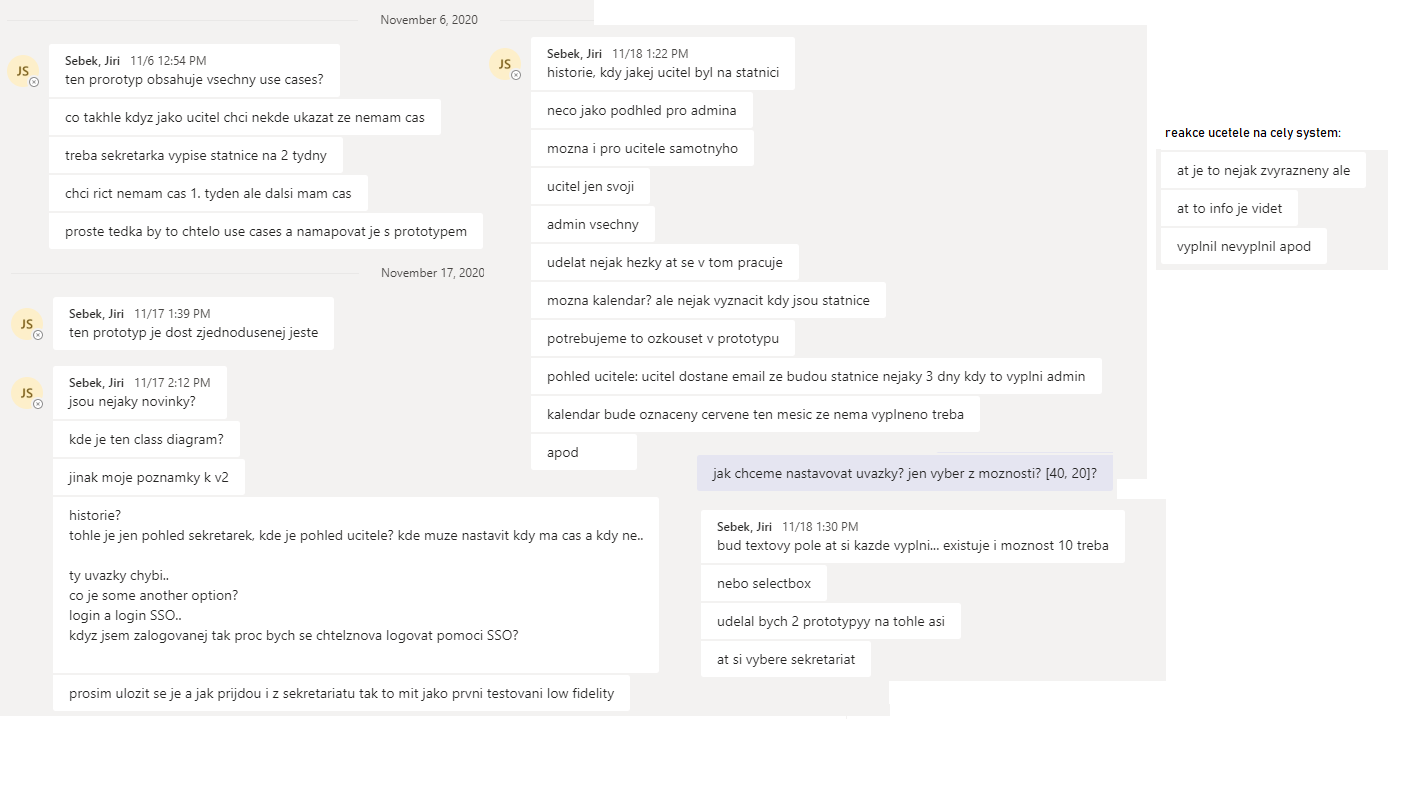 November 6, 2020
JS
Sebek, Jiri 11/6 12:54 PM
ten prorotyp obsahuje vsechny use cases?
co takhle kdyz jako ucitel chci nekde ukazat ze nemam cas
treba sekretarka vypise statnice na 2 tydny
chci rict nemam cas 1. tyden ale dalsi mam cas
proste tedka by to chtelo use cases a namapovat je s prototypem
November 17, 2020
JS
Sebek, Jiri 11/17 1:39 PM
ten prototyp je dost zjednodusenej jeste
JS
Sebek, Jiri 11/17 2:12 PM
jsou nejaky novinky?
kde je ten class diagram?
jinak moje poznamky k v2
historie?
tohle je jen pohled sekretarek, kde je pohled ucitele? kde muze nastavit kdy ma cas a kdy ne..
ty uvazky chybi..
co je some another option?
login a login SSO..
kdyz jsem zalogovanej tak proc bych se chtelznova logovat pomoci SSO?
prosim ulozit se je a jak prijdou i z sekretariatu tak to mit jako prvni testovani low fidelity
JS
Sebek, Jiri 11/18 1:22 PM
historie, kdy jakej ucitel byl na statnici
neco jako podhled pro admina
mozna i pro ucitele samotnyho
ucitel jen svoji
admin vsechny
udelat nejak hezky at se v tom pracuje
mozna kalendar? ale nejak vyznacit kdy jsou statnice
potrebujeme to ozkouset v prototypu
pohled ucitele: ucitel dostane email ze budou statnice nejaky 3 dny kdy to vyplni admin
kalendar bude oznaceny cervene ten mesic ze nema vyplneno treba
apod
jak chceme nastavovat uvazky? jen vyber z moznosti? [40, 20]?
Sebek, Jiri 11/18 1:30 PM
bud textovy pole at si kazde vyplni... existuje i moznost 10 treba
nebo selectbox
udelal bych 2 prototypyy na tohle asi
at si vybere sekretariat
reakce ucetele na cely system:
at je to nejak zvyrazneny ale
at to info je videt
vyplnil nevyplnil apod